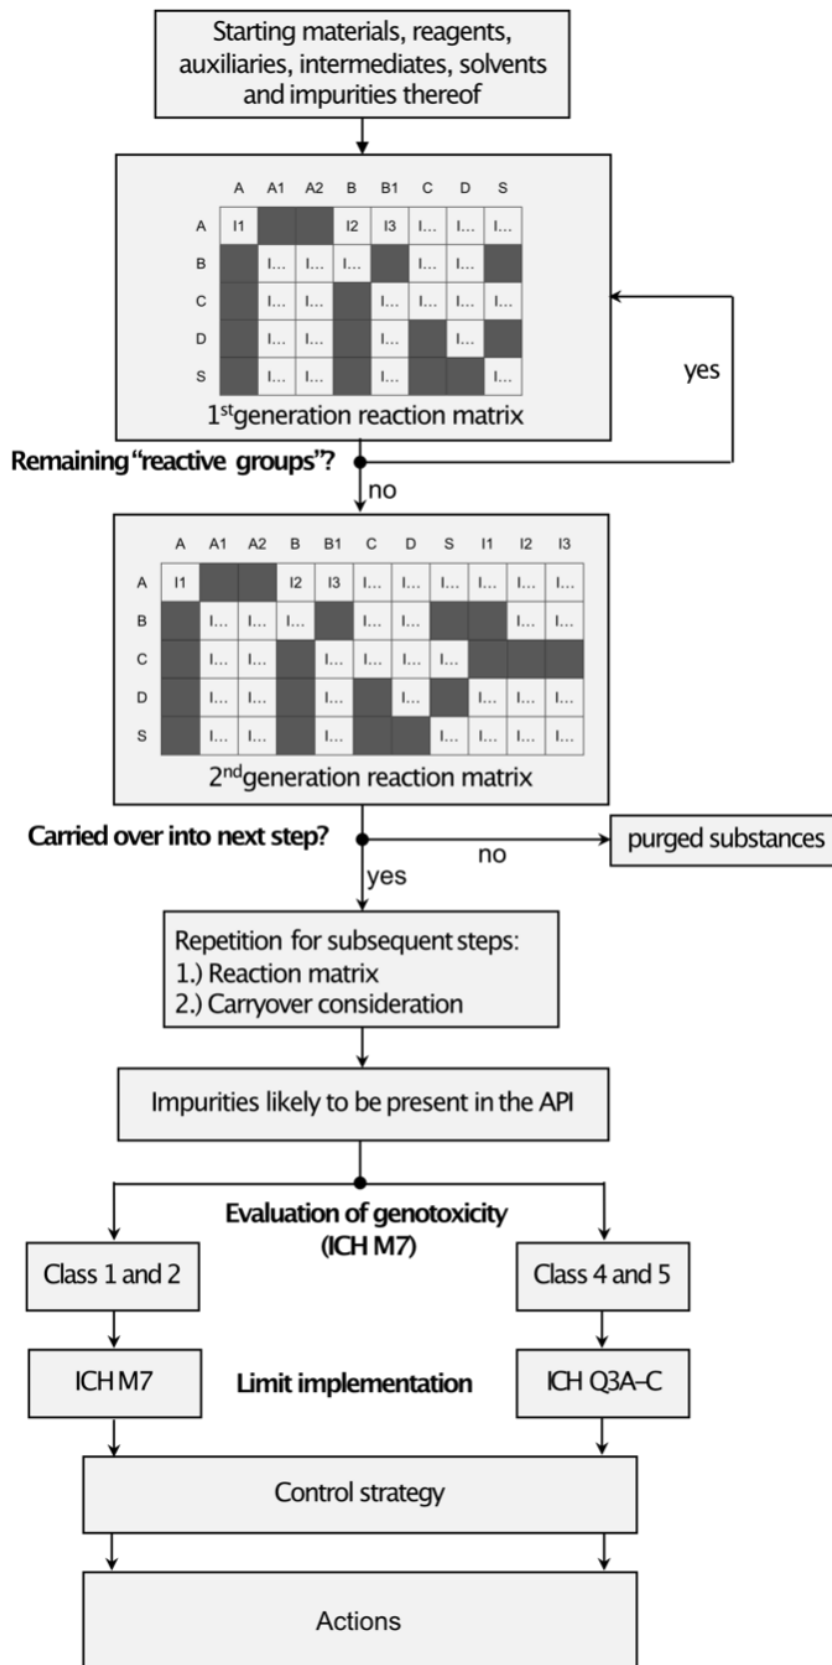 Starting materials, reagents,
auxiliaries, intermediates, solvents
and impurities thereof
A A1 A2 B B1 C D S
A I1 I2 I3 I... I... I...
B I... I... I... I... I...
C I... I... I... I... I... I...
D I... I... I... I...
S I... I... I... I...
1st generation reaction matrix
yes
Remaining “reactive groups”?
no
A A1 A2 B B1 C D S I1 I2 I3
A I1 I2 I3 I... I... I... I... I... I...
B I... I... I... I... I... I... I...
C I... I... I... I... I... I...
D I... I... I... I... I... I... I...
S I... I... I... I... I... I... I...
2nd generation reaction matrix
Carried over into next step?
no
purged substances
yes
Repetition for subsequent steps:
1.) Reaction matrix
2.) Carryover consideration
Impurities likely to be present in the API
Evaluation of genotoxicity
(ICH M7)
Class 1 and 2
Class 4 and 5
ICH M7
Limit implementation
ICH Q3A–C
Control strategy
Actions